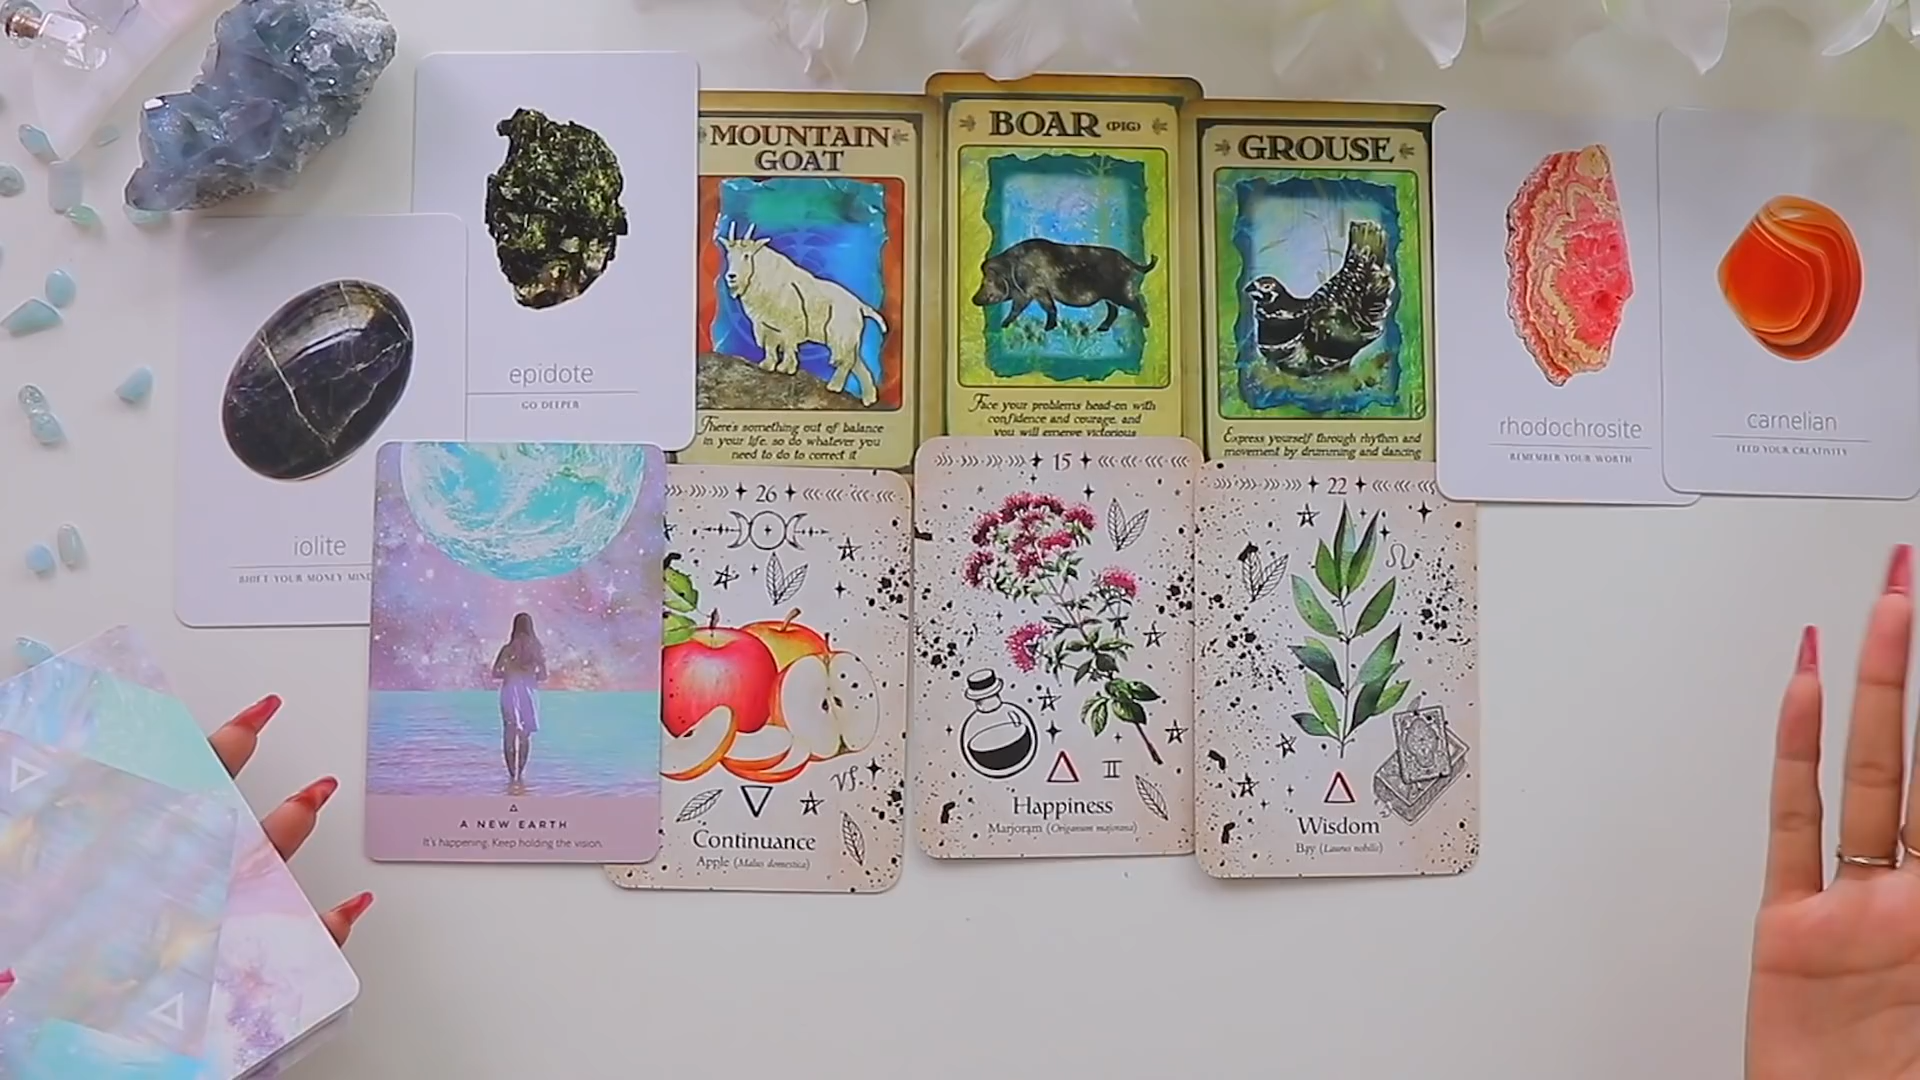 iolite
SHIFT YOUR MONEY MIND
epidote
GO DEEPER
MOUNTAIN
GOAT
There's something out of balance
in your life, so do whatever you
need to do to correct it
BOAR (PIG)
Face your problems head-on with
confidence and courage, and
you will emerge victorious
GROUSE
Express yourself through rhythm and
movement by drumming and dancing
rhodochrosite
REMEMBER YOUR WORTH
carnelian
FEED YOUR CREATIVITY
A NEW EARTH
It's happening. Keep holding the vision.
26
Continuance
Apple (Malus domestica)
15
Happiness
Marjoram (Origanum majorana)
22
Wisdom
Bay (Laurus nobilis)